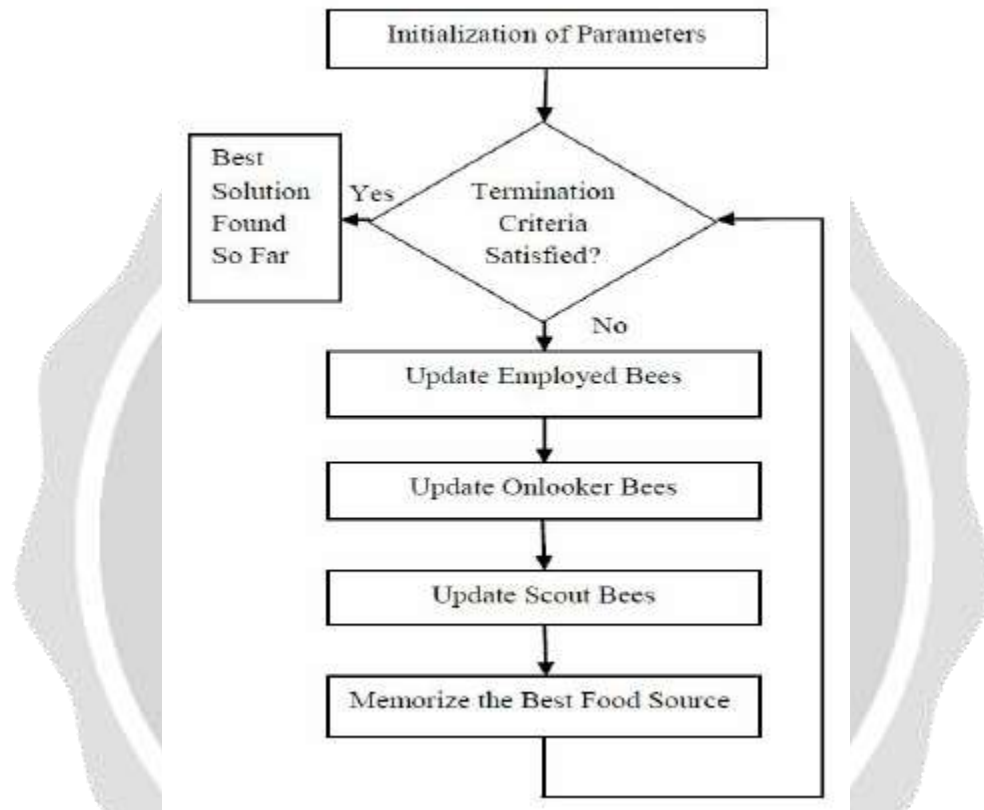 Initialization of Parameters
Best
Solution
Found
So Far
Yes
Termination
Criteria
Satisfied?
No
Update Employed Bees
Update Onlooker Bees
Update Scout Bees
Memorize the Best Food Source